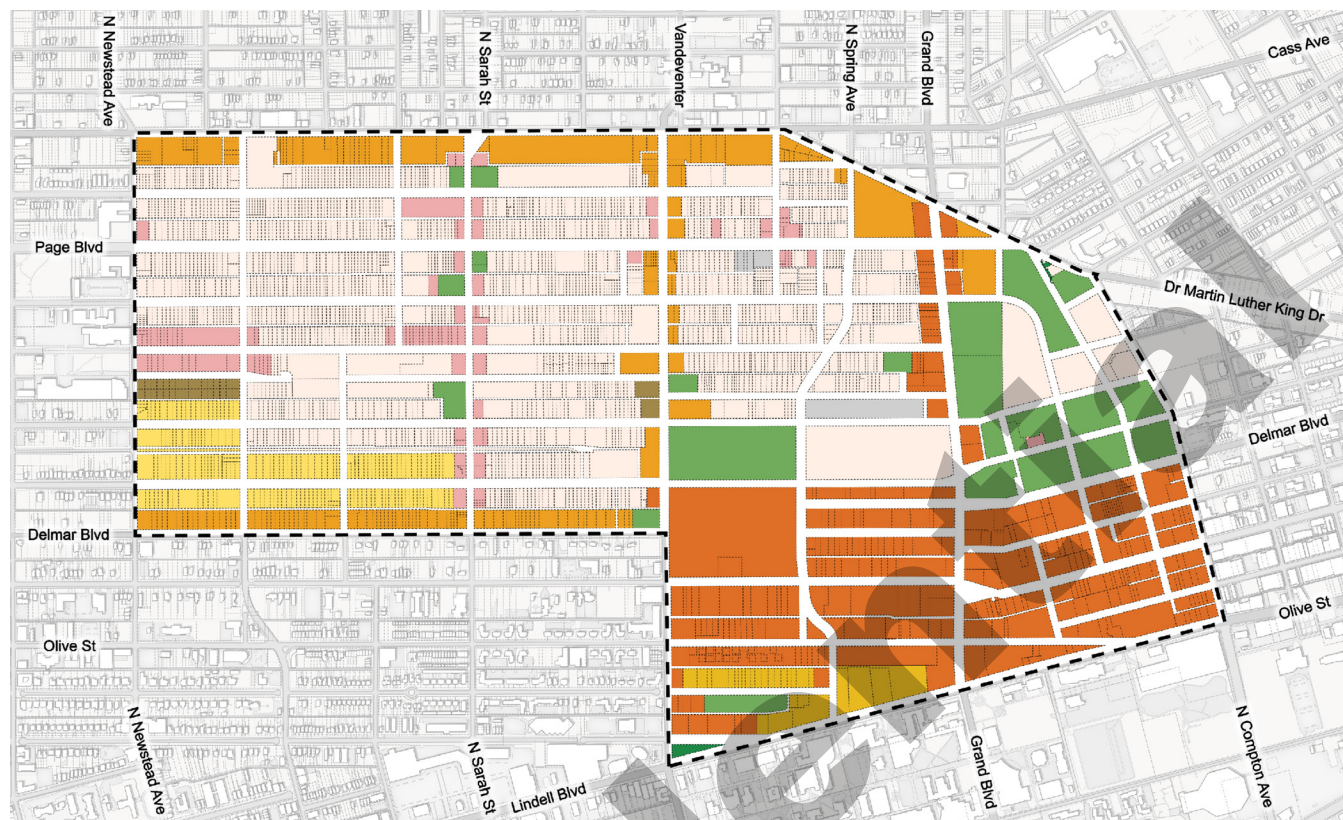 N Newstead Ave
N Sarah St
Vandeventer
N Spring Ave
Grand Blvd
Cass Ave
Page Blvd
Dr Martin Luther King Dr
Delmar Blvd
Delmar Blvd
Olive St
Olive St
N Newstead Ave
N Sarah St
Lindell Blvd
Grand Blvd
N Compton Ave